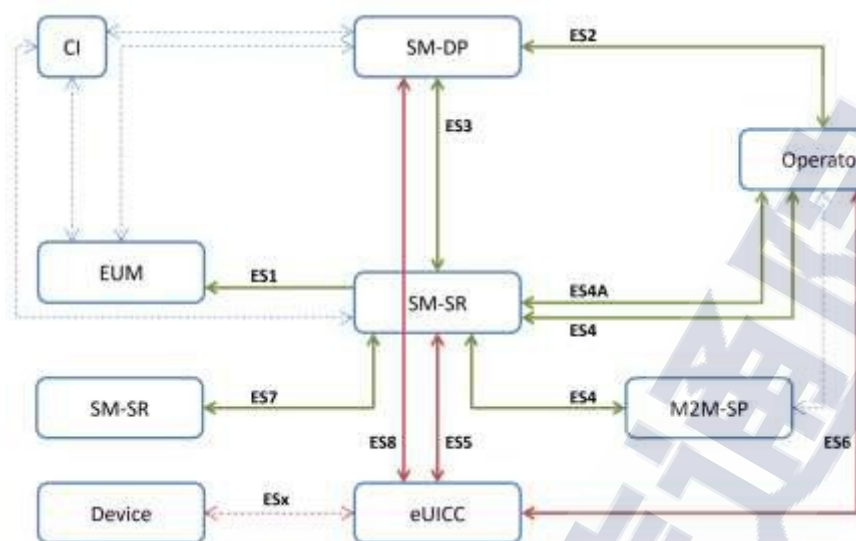 CI
SM-DP
ES2
ES3
Operato
EUM
ES1
SM-SR
ES4A
ES4
SM-SR
ES7
ES4
M2M-SP
ES8
ES5
ES6
Device
ESx
eUICC